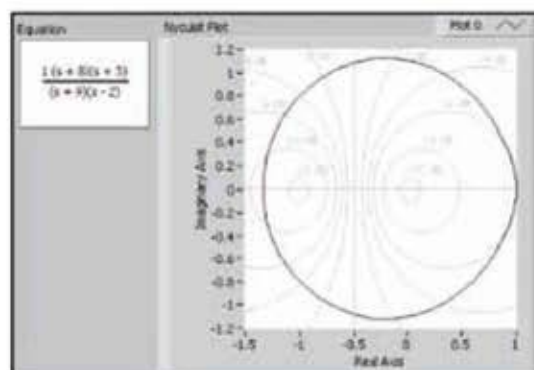 Equation
Nyquist Plot
Plot 0
1 (s + 8)(s + 3)
(s + 9)(s - 2)
1.2
1
0.8
0.6
0.4
0.2
0
-0.2
-0.4
-0.6
-0.8
-1
-1.2
Imaginary Axis
-1.5
-1
-0.5
0
0.5
1
Real Axis